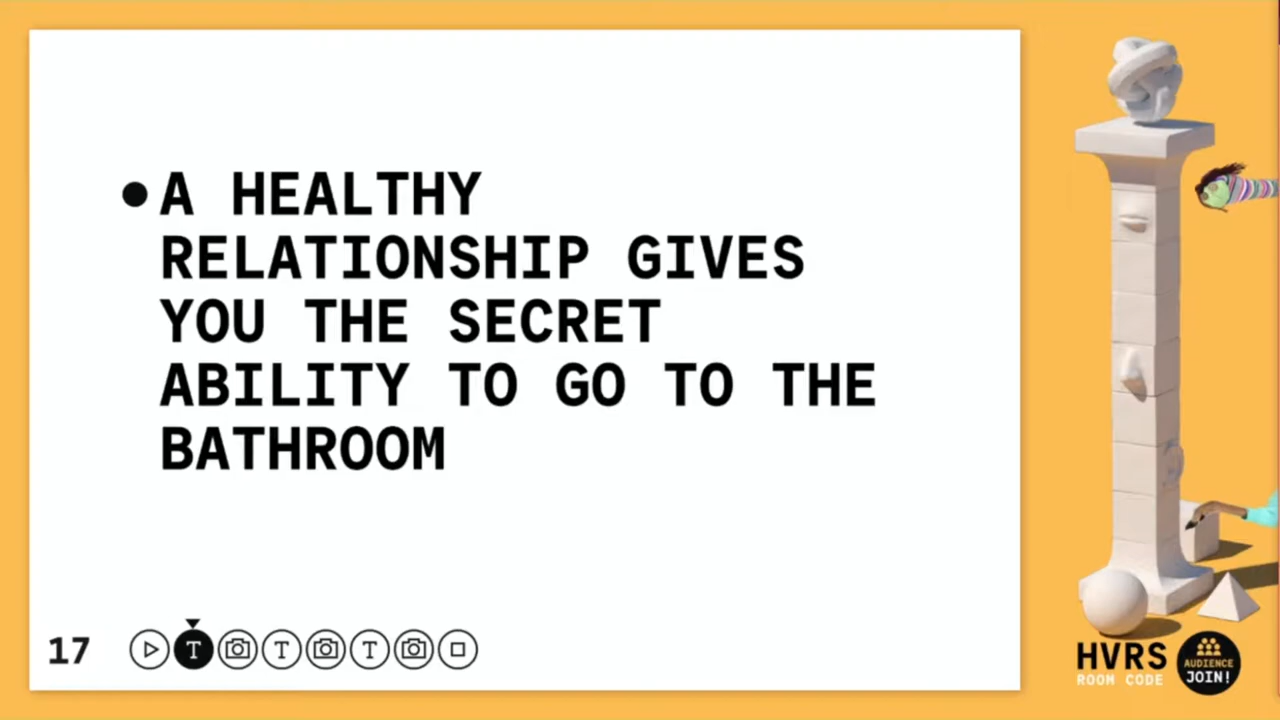 A HEALTHY
RELATIONSHIP GIVES
YOU THE SECRET
ABILITY TO GO TO THE
BATHROOM
17
T
T
T
HVRS
ROOM CODE
AUDIENCE
JOIN!